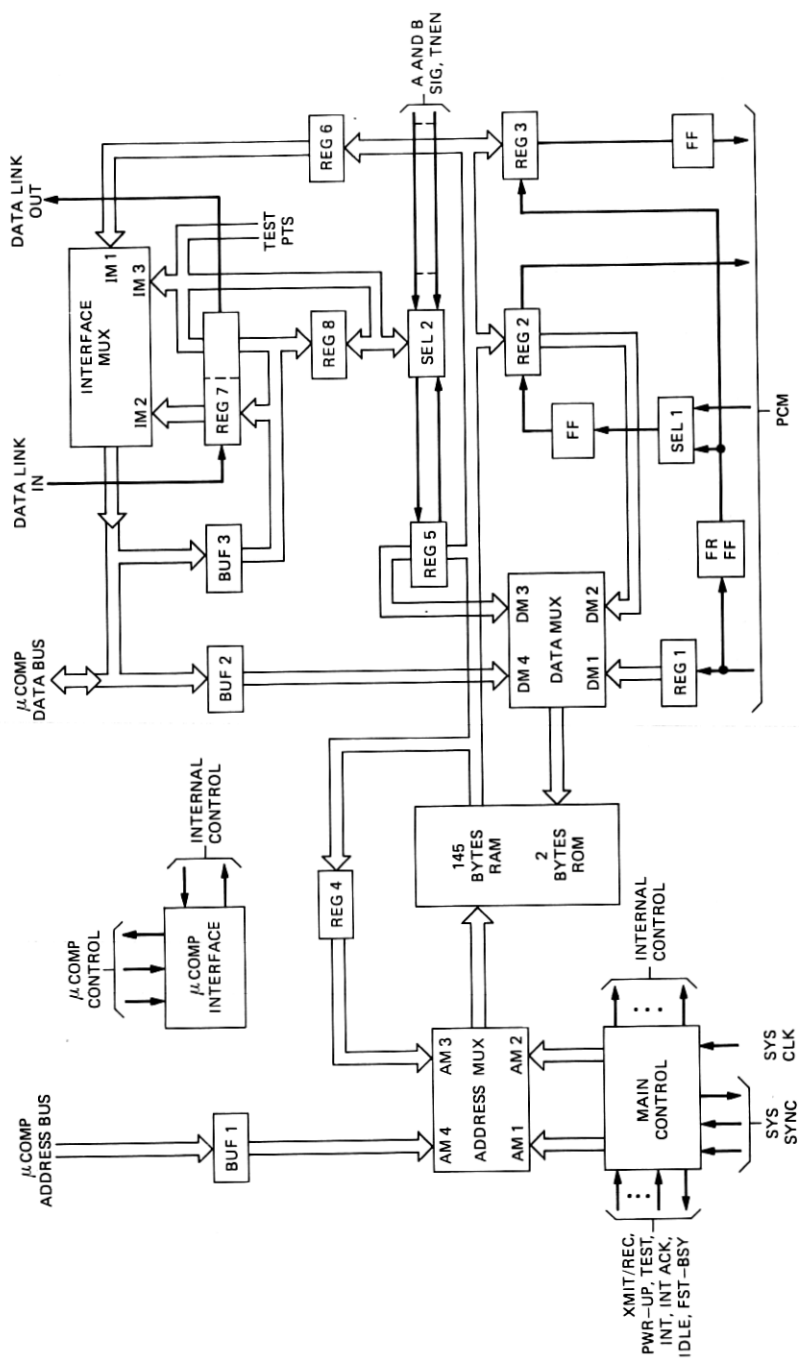 μCOMP
ADDRESS BUS
BUF 1
AM 4
AM 3
ADDRESS MUX
AM 1
AM 2
MAIN
CONTROL
XMIT/REC,
PWR-UP, TEST,
INT, INT ACK,
IDLE, FST-BSY
SYS
SYNC
SYS
CLK
INTERNAL
CONTROL
...
...
μCOMP
CONTROL
μCOMP
INTERFACE
INTERNAL
CONTROL
REG 4
145
BYTES
RAM
2
BYTES
ROM
μCOMP
DATA BUS
BUF 2
BUF 3
DM 4
DM 3
DATA MUX
DM 1
DM 2
REG 1
FR
FF
REG 5
DATA LINK
IN
INTERFACE
MUX
IM 2
IM 3
IM 1
REG 7
DATA LINK
OUT
TEST
PTS
REG 8
REG 6
SEL 2
A AND B
SIG, TNEN
REG 2
REG 3
FF
SEL 1
FF
PCM